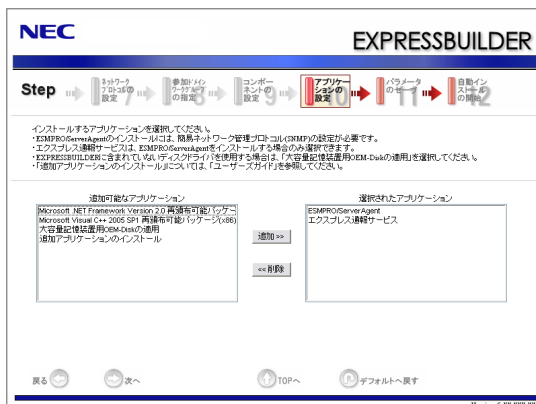 NEC
EXPRESSBUILDER
Step
ネットワークプロトコルの設定 7
参加ドメインワークグループの指定 8
コンポーネントの設定 9
アプリケーションの設定 10
パラメータのセーブ 11
自動インストールの開始 12
インストールするアプリケーションを選択してください。
・ESMPRO/ServerAgentのインストールには、簡易ネットワーク管理プロトコル(SNMP)の設定が必要です。
・エクスプレス通報サービスは、ESMPRO/ServerAgentをインストールする場合のみ選択できます。
・EXPRESSBUILDERに含まれていないディスクドライバを使用する場合は、「大容量記憶装置用OEM-Diskの適用」を選択してください。
・「追加アプリケーションのインストール」については、「ユーザーズガイド」を参照してください。
追加可能なアプリケーション
選択されたアプリケーション
Microsoft .NET Framework Version 2.0 再頒布可能パッケー
Microsoft Visual C++ 2005 SP1 再頒布可能パッケージ(x86)
大容量記憶装置用OEM-Diskの適用
追加アプリケーションのインストール
ESMPRO/ServerAgent
エクスプレス通報サービス
追加 >>
<< 削除
戻る
次へ
TOPへ
デフォルトへ戻す